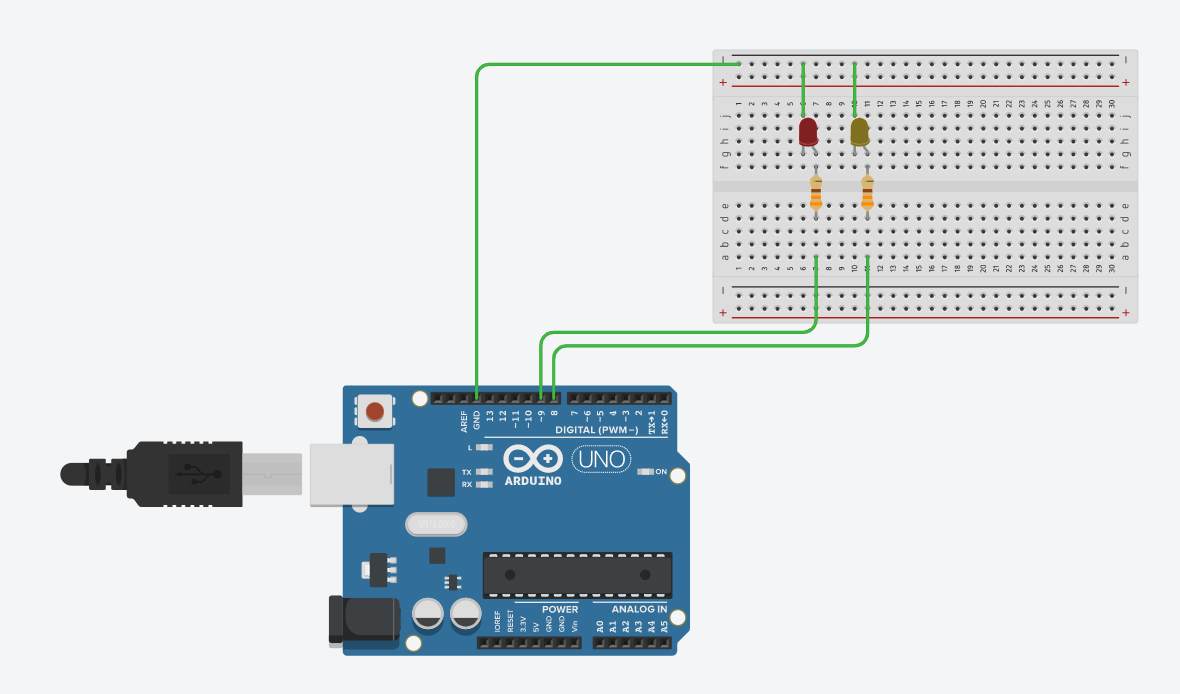 − −
+ +
1 2 3 4 5 6 7 8 9 10 11 12 13 14 15 16 17 18 19 20 21 22 23 24 25 26 27 28 29 30
j j
i i
h h
g g
f f
e e
d d
c c
b b
a a
1 2 3 4 5 6 7 8 9 10 11 12 13 14 15 16 17 18 19 20 21 22 23 24 25 26 27 28 29 30
− −
+ +
AREF GND 13 12 ~11 ~10 ~9 8 7 ~6 ~5 4 ~3 2 TX→1 RX←0
DIGITAL (PWM~)
L
TX
RX
UNO
ARDUINO
ON
POWER ANALOG IN
IOREF RESET 3.3V 5V GND GND Vin A0 A1 A2 A3 A4 A5